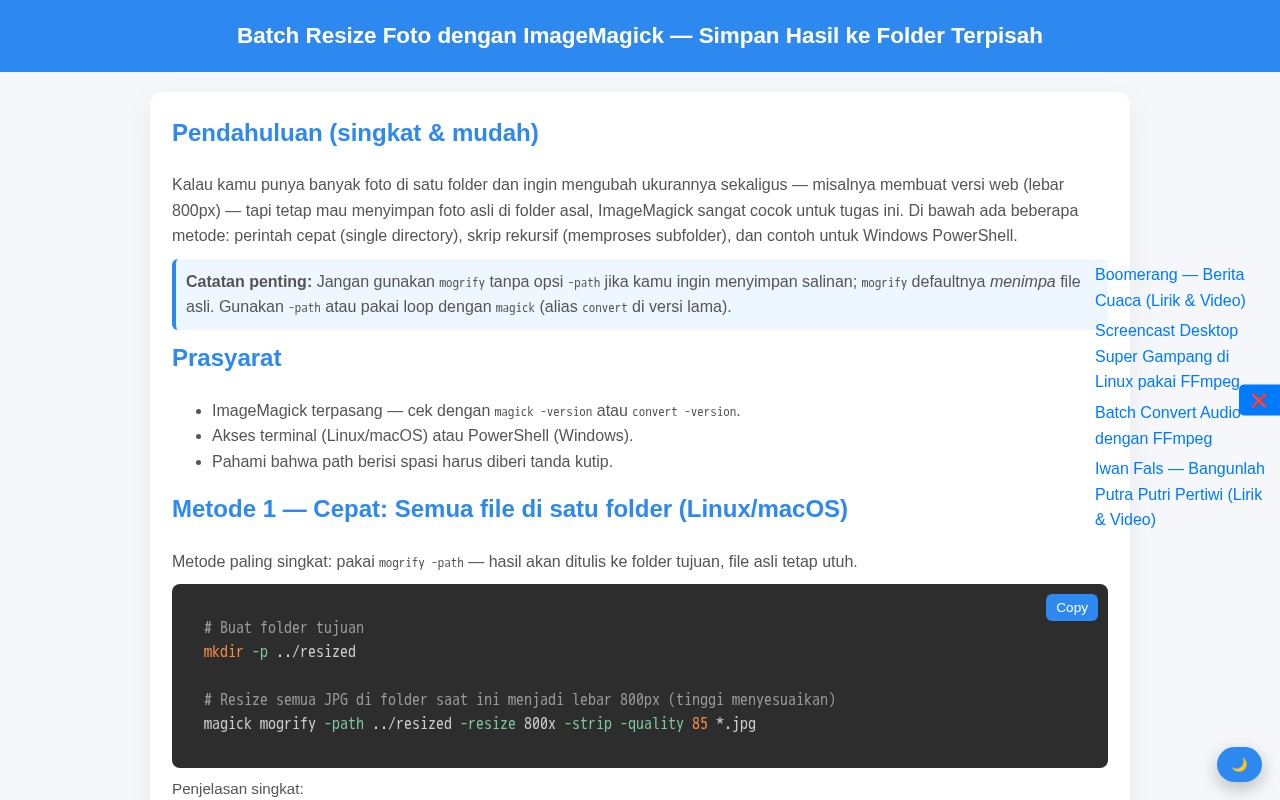 Batch Resize Foto dengan ImageMagick — Simpan Hasil ke Folder Terpisah
Pendahuluan (singkat & mudah)
Kalau kamu punya banyak foto di satu folder dan ingin mengubah ukurannya sekaligus — misalnya membuat versi web (lebar
800px) — tapi tetap mau menyimpan foto asli di folder asal, ImageMagick sangat cocok untuk tugas ini. Di bawah ada beberapa
metode: perintah cepat (single directory), skrip rekursif (memproses subfolder), dan contoh untuk Windows PowerShell.
Catatan penting: Jangan gunakan mogrify tanpa opsi -path jika kamu ingin menyimpan salinan; mogrify defaultnya menimpa file
asli. Gunakan -path atau pakai loop dengan magick (alias convert di versi lama).
Prasyarat
ImageMagick terpasang — cek dengan magick -version atau convert -version.
Akses terminal (Linux/macOS) atau PowerShell (Windows).
Pahami bahwa path berisi spasi harus diberi tanda kutip.
Metode 1 — Cepat: Semua file di satu folder (Linux/macOS)
Metode paling singkat: pakai mogrify -path — hasil akan ditulis ke folder tujuan, file asli tetap utuh.
Copy
# Buat folder tujuan
mkdir -p ../resized
# Resize semua JPG di folder saat ini menjadi lebar 800px (tinggi menyesuaikan)
magick mogrify -path ../resized -resize 800x -strip -quality 85 *.jpg
Penjelasan singkat:
Boomerang — Berita
Cuaca (Lirik & Video)
Screencast Desktop
Super Gampang di
Linux pakai FFmpeg
Batch Convert Audio
dengan FFmpeg
Iwan Fals — Bangunlah
Putra Putri Pertiwi (Lirik
& Video)